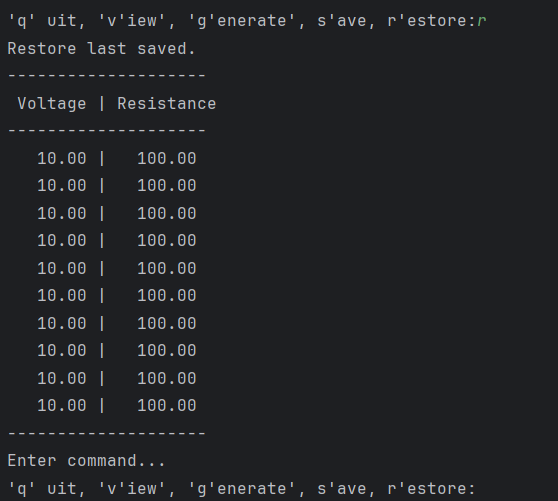 'q' uit, 'v'iew', 'g'enerate', s'ave, r'estore:r
Restore last saved.
--------------------
 Voltage | Resistance
--------------------
   10.00 |   100.00
   10.00 |   100.00
   10.00 |   100.00
   10.00 |   100.00
   10.00 |   100.00
   10.00 |   100.00
   10.00 |   100.00
   10.00 |   100.00
   10.00 |   100.00
   10.00 |   100.00
--------------------
Enter command...
'q' uit, 'v'iew', 'g'enerate', s'ave, r'estore: